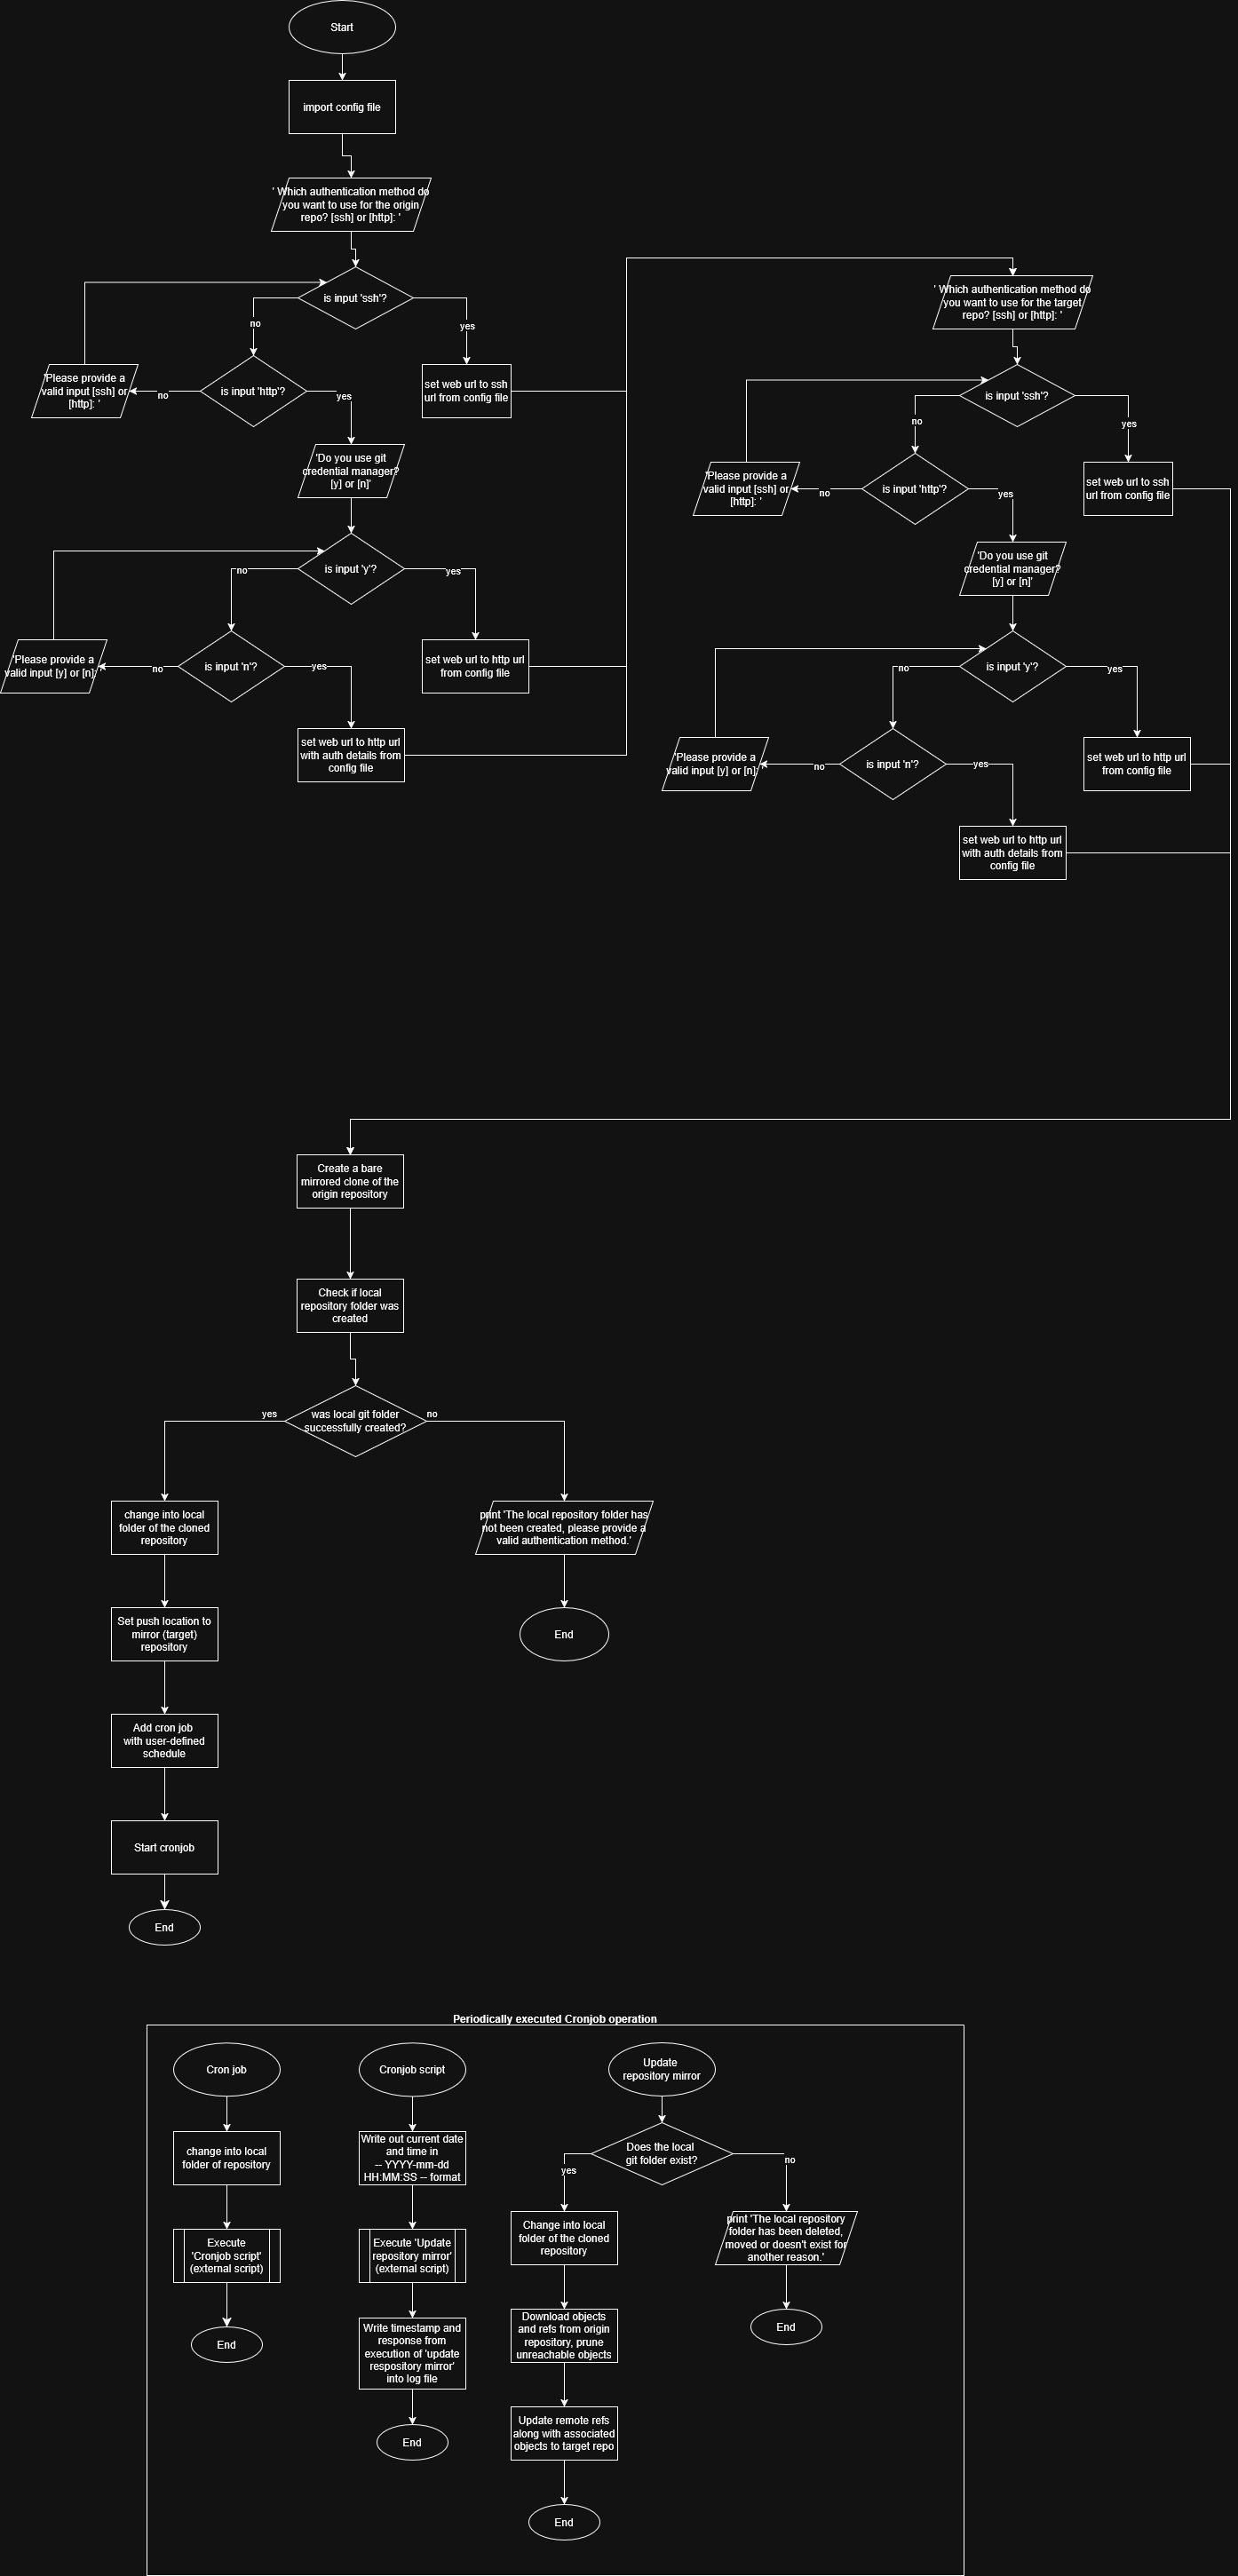 Start
import config file
' Which authentication method do
you want to use for the origin
repo? [ssh] or [http]: '
is input 'ssh'?
no
yes
'Please provide a
valid input [ssh] or
[http]: '
no
is input 'http'?
yes
set web url to ssh
url from config file
'Do you use git
credential manager?
[y] or [n]'
is input 'y'?
no
yes
'Please provide a
valid input [y] or [n]:
no
is input 'n'?
yes
set web url to http url
from config file
set web url to http url
with auth details from
config file
' Which authentication method do
you want to use for the target
repo? [ssh] or [http]: '
is input 'ssh'?
no
yes
'Please provide a
valid input [ssh] or
[http]: '
no
is input 'http'?
yes
set web url to ssh
url from config file
'Do you use git
credential manager?
[y] or [n]'
is input 'y'?
no
yes
'Please provide a
valid input [y] or [n]:
no
is input 'n'?
yes
set web url to http url
from config file
set web url to http url
with auth details from
config file
Create a bare
mirrored clone of the
origin repository
Check if local
repository folder was
created
was local git folder
successfully created?
yes
no
change into local
folder of the cloned
repository
print 'The local repository folder has
not been created, please provide a
valid authentication method.'
Set push location to
mirror (target)
repository
End
Add cron job
with user-defined
schedule
Start cronjob
End
Periodically executed Cronjob operation
Cron job
change into local
folder of repository
Execute
'Cronjob script'
(external script)
End
Cronjob script
Write out current date
and time in
-- YYYY-mm-dd
HH:MM:SS -- format
Execute 'Update
repository mirror'
(external script)
Write timestamp and
response from
execution of 'update
respository mirror'
into log file
End
Update
repository mirror
Does the local
git folder exist?
yes
no
Change into local
folder of the cloned
repository
print 'The local repository
folder has been deleted,
moved or doesn't exist for
another reason.'
Download objects
and refs from origin
repository, prune
unreachable objects
End
Update remote refs
along with associated
objects to target repo
End